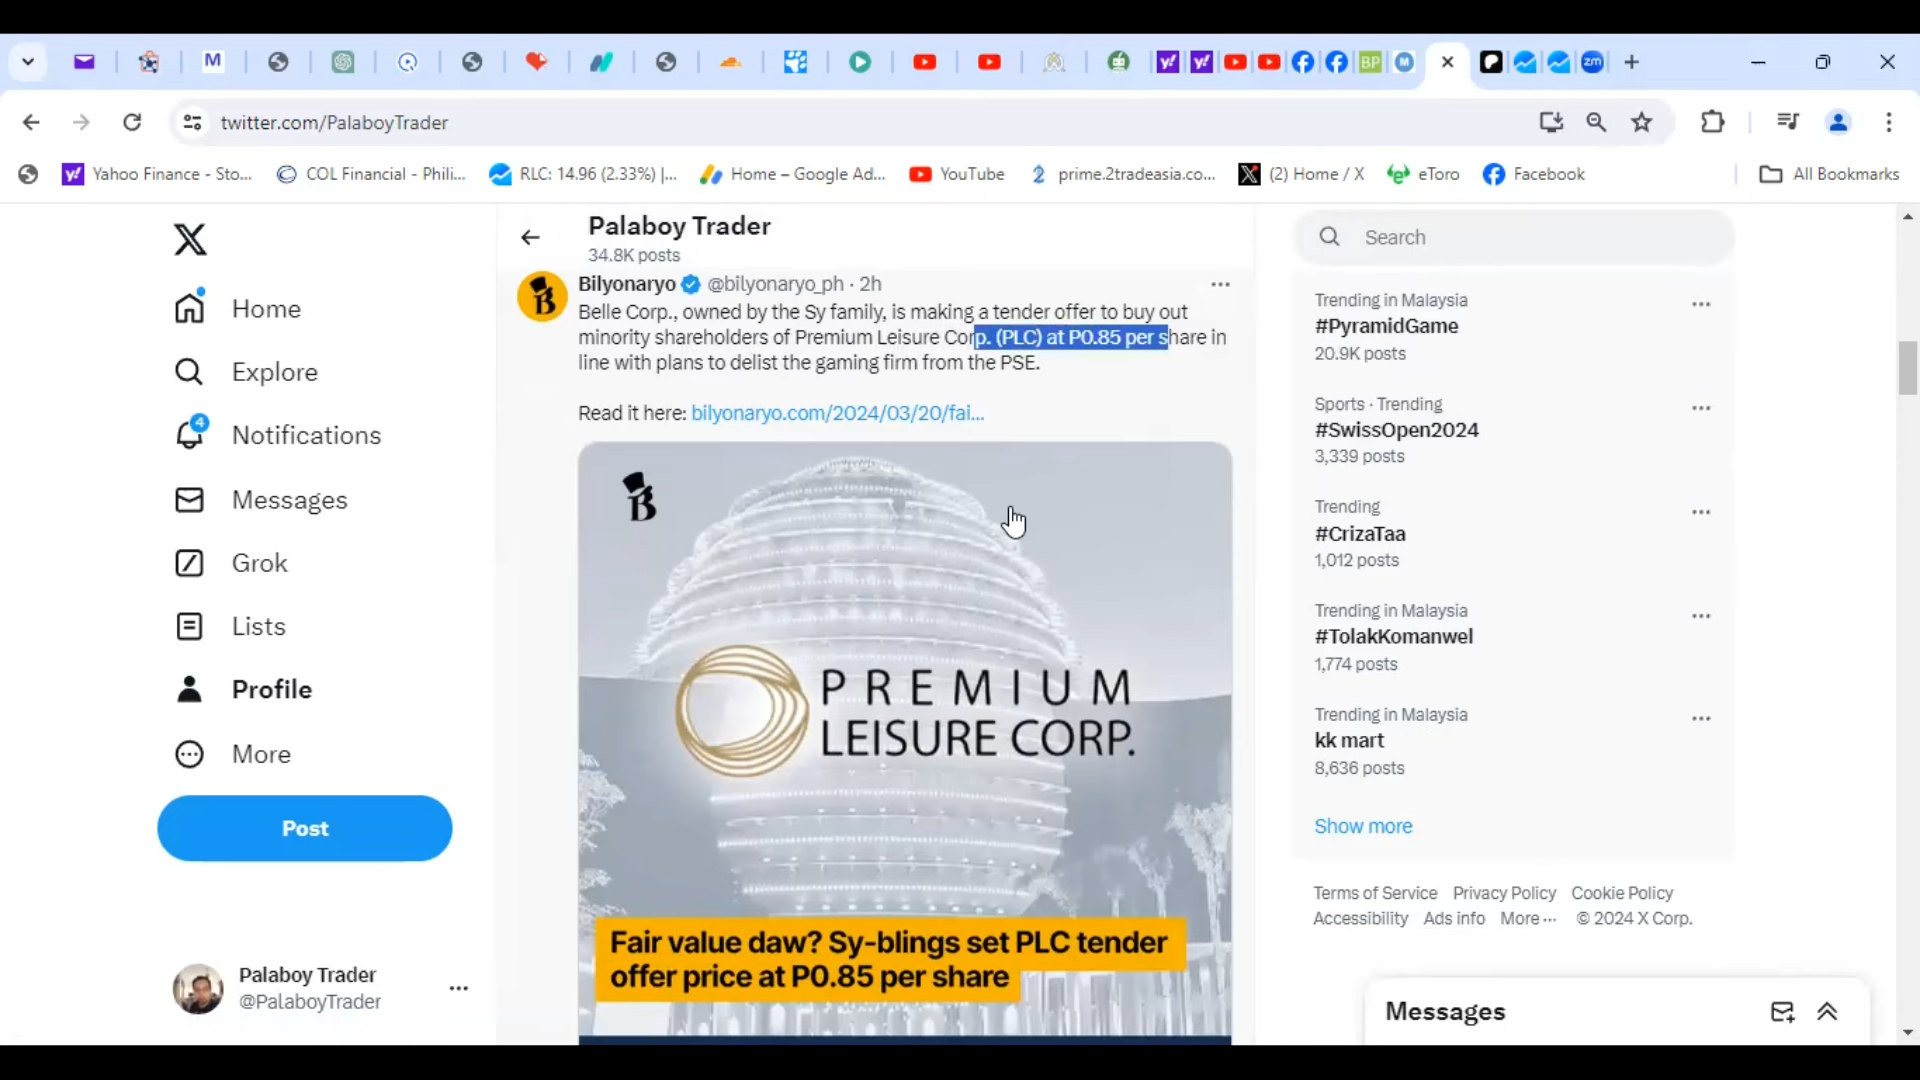 twitter.com/PalaboyTrader
Yahoo Finance - Sto...
COL Financial - Phili...
RLC: 14.96 (2.33%) |...
Home – Google Ad...
YouTube
prime.2tradeasia.co...
(2) Home / X
eToro
Facebook
All Bookmarks
Home
Explore
4
Notifications
Messages
Grok
Lists
Profile
More
Post
Palaboy Trader
@PalaboyTrader
Palaboy Trader
34.8K posts
Bilyonaryo @bilyonaryo_ph · 2h
Belle Corp., owned by the Sy family, is making a tender offer to buy out
minority shareholders of Premium Leisure Corp. (PLC) at P0.85 per share in
line with plans to delist the gaming firm from the PSE.
Read it here: bilyonaryo.com/2024/03/20/fai...
B
PREMIUM
LEISURE CORP.
Fair value daw? Sy-blings set PLC tender
offer price at P0.85 per share
Search
Trending in Malaysia
#PyramidGame
20.9K posts
Sports · Trending
#SwissOpen2024
3,339 posts
Trending
#CrizaTaa
1,012 posts
Trending in Malaysia
#TolakKomanwel
1,774 posts
Trending in Malaysia
kk mart
8,636 posts
Show more
Terms of Service Privacy Policy Cookie Policy
Accessibility Ads info More ··· © 2024 X Corp.
Messages